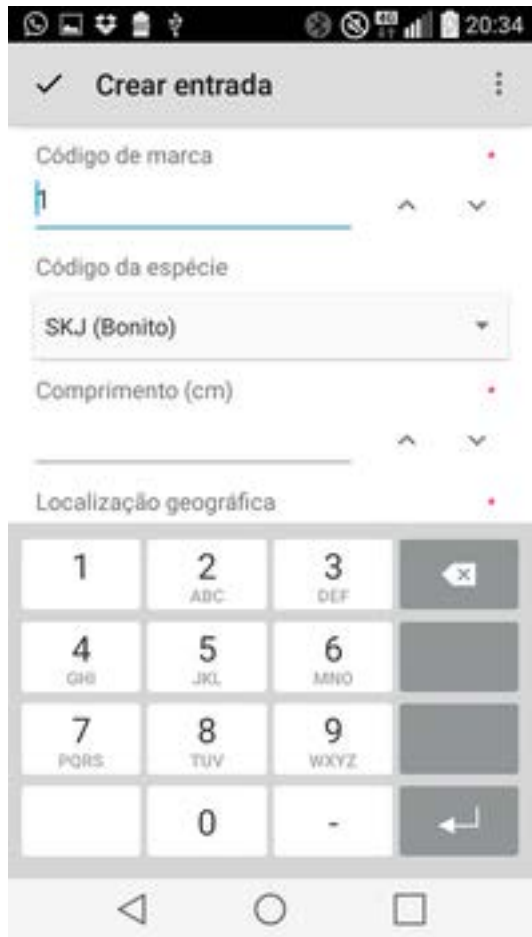 20:34
Crear entrada
Código de marca
1
Código da espécie
SKJ (Bonito)
Comprimento (cm)
Localização geográfica
1
2
3
ABC
DEF
4
5
6
GHI
JKL
MNO
7
8
9
PQRS
TUV
WXYZ
0
-